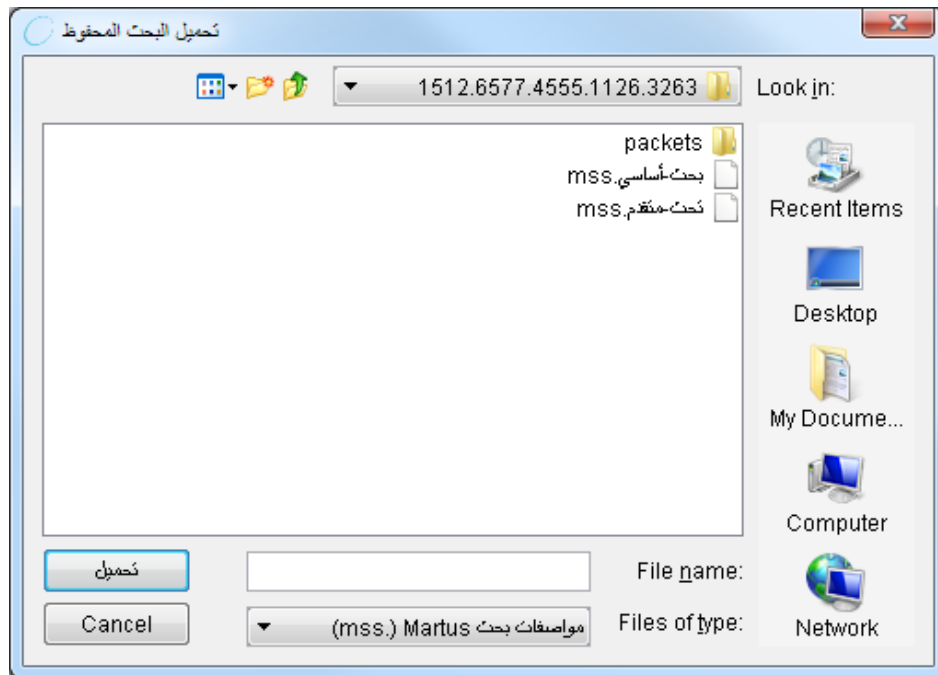 تحميل البحث المحفوظ
Look in:
1512.6577.4555.1126.3263
packets
بحث-أساسي.mss
تحث-متقدم.mss
Recent Items
Desktop
My Docume...
Computer
Network
File name:
تحميل
Files of type:
مواصفات بحث Martus (.mss)
Cancel